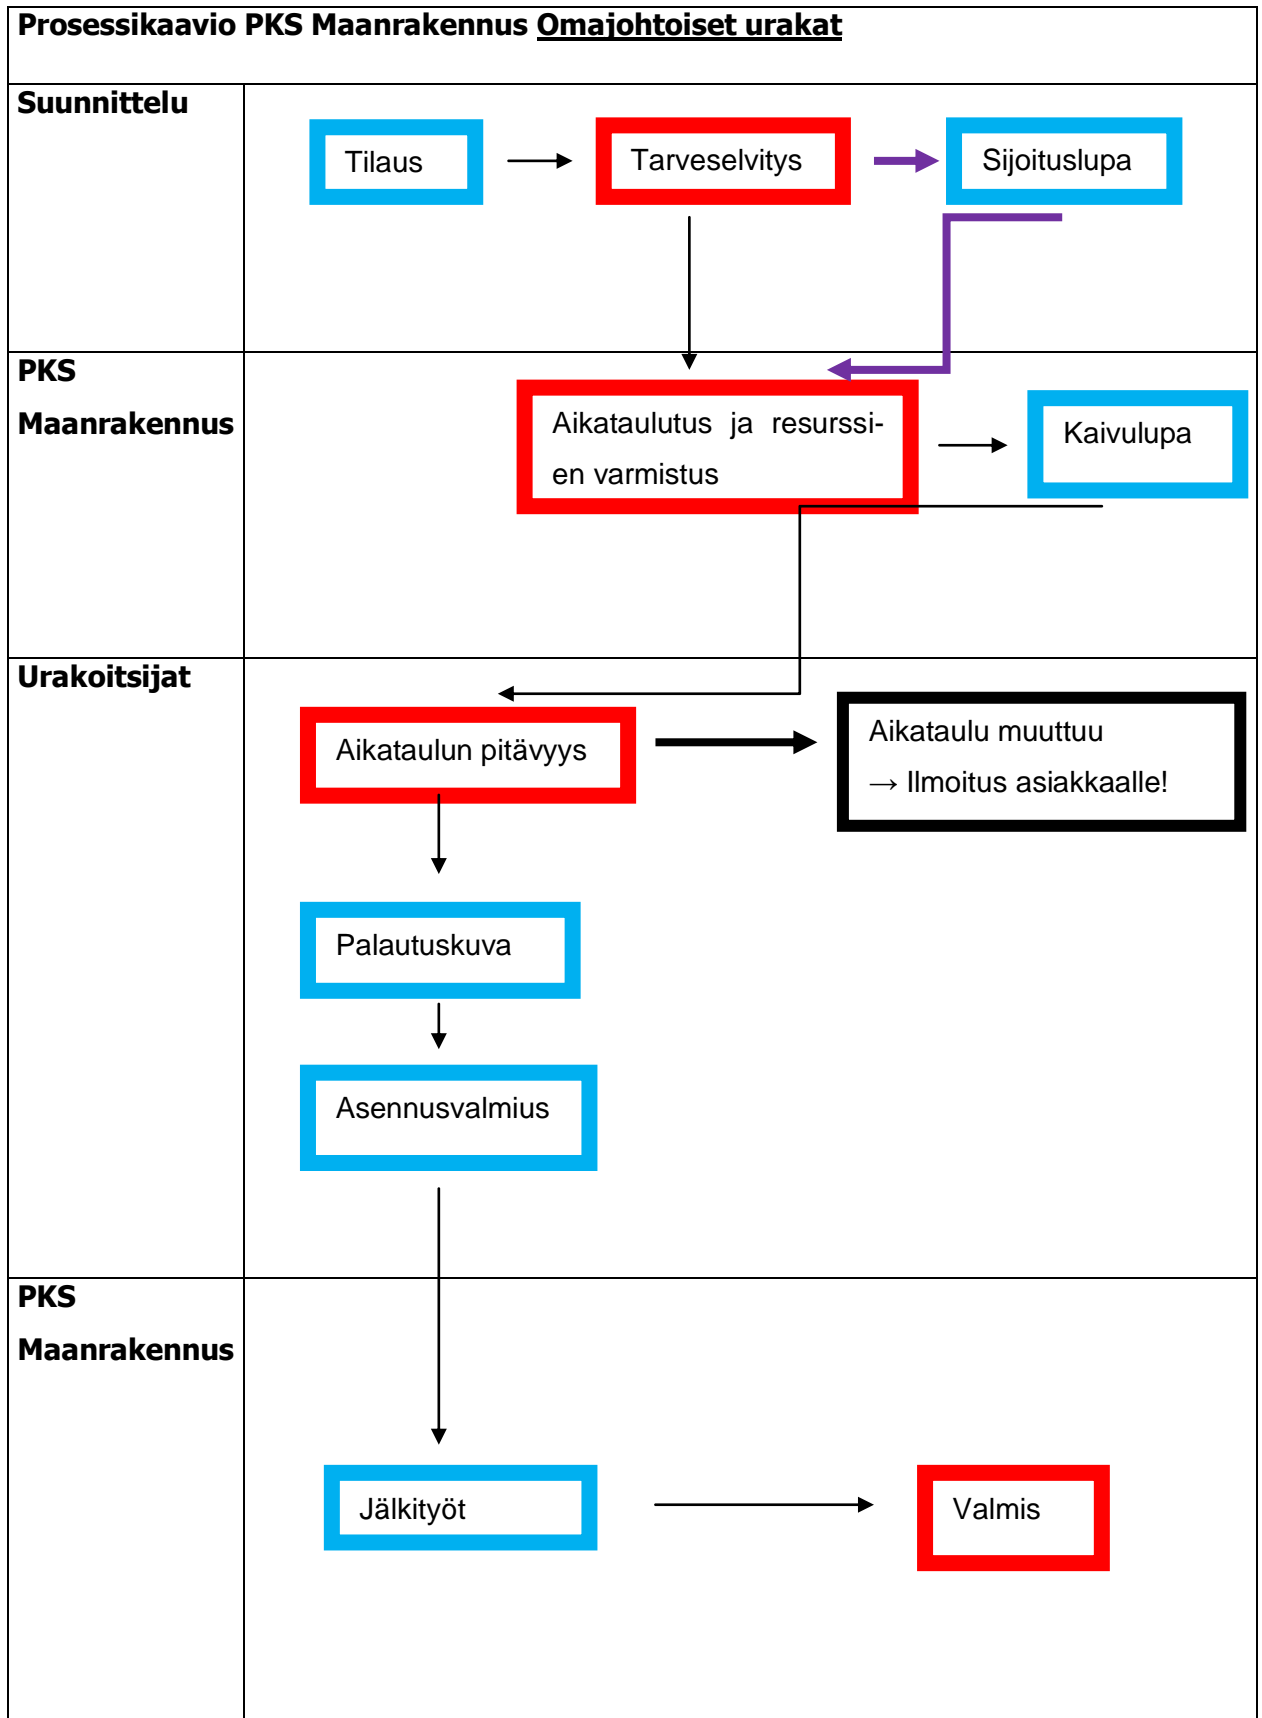 Prosessikaavio PKS Maanrakennus Omajohtoiset urakat
Suunnittelu
Tilaus
Tarveselvitys
Sijoituslupa
PKS
Maanrakennus
Aikataulutus ja resurssi-
en varmistus
Kaivulupa
Urakoitsijat
Aikataulun pitävyys
Aikataulu muuttuu
→ Ilmoitus asiakkaalle!
Palautuskuva
Asennusvalmius
PKS
Maanrakennus
Jälkityöt
Valmis